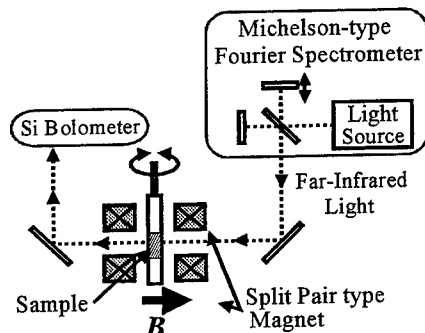 Michelson-type
Fourier Spectrometer
Light
Source
Si Bolometer
Far-Infrared
Light
Sample
B
Split Pair type
Magnet